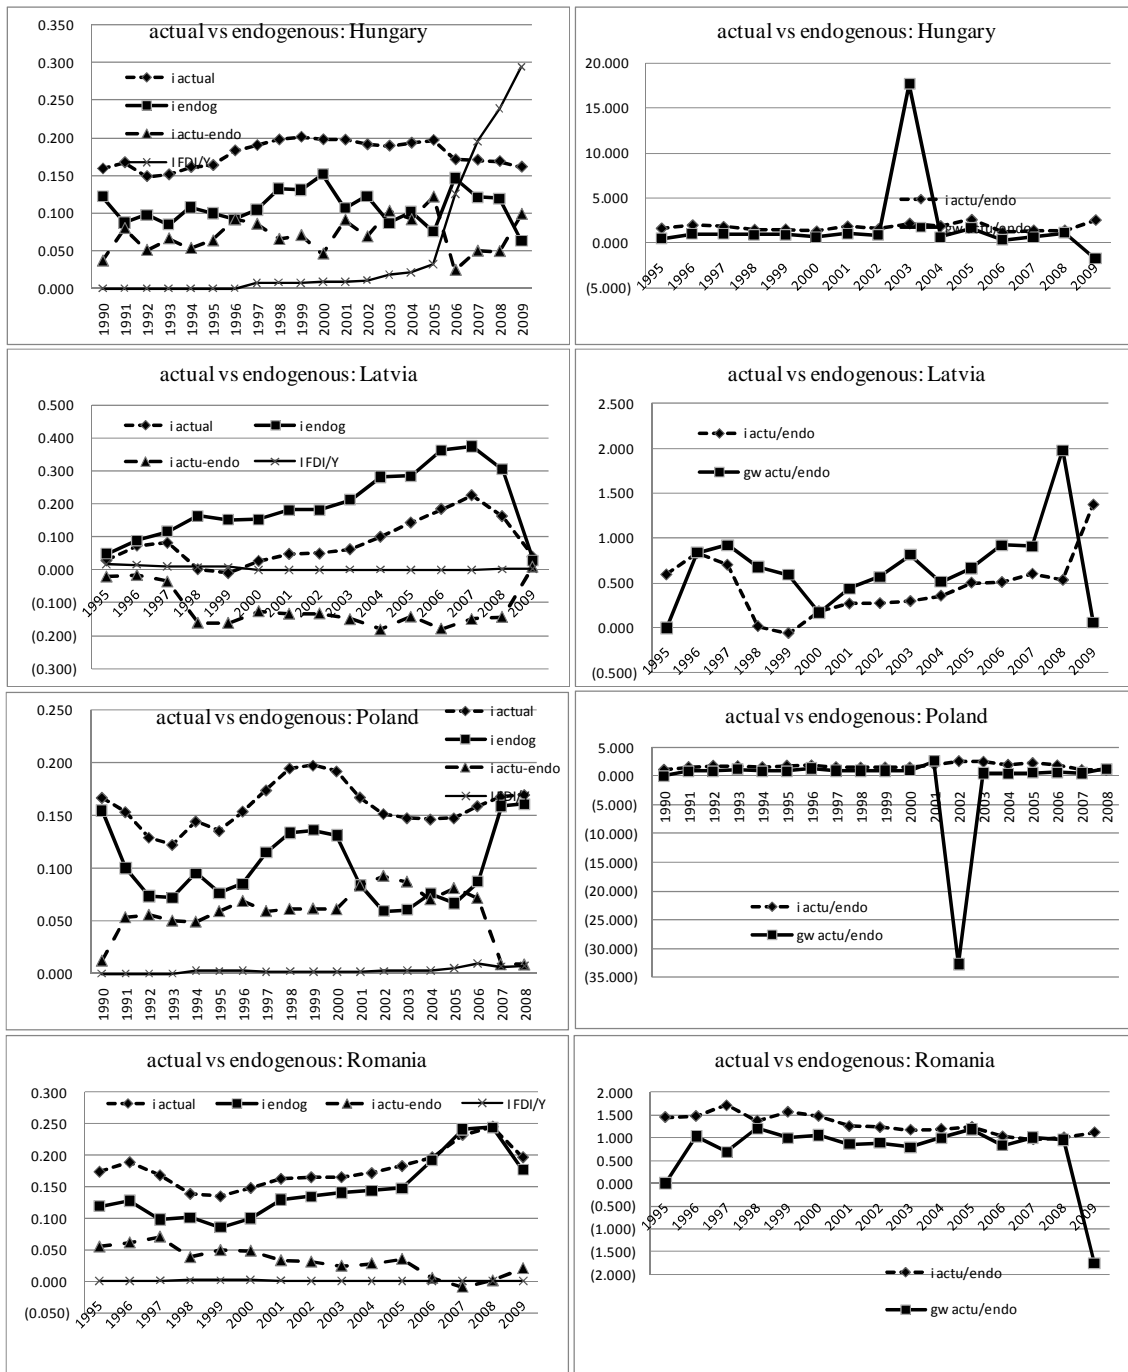 actual vs endogenous: Hungary
0.350
0.300
0.250
0.200
0.150
0.100
0.050
0.000
i actual
i endog
i actu-endo
I FDI/Y
1990 1991 1992 1993 1994 1995 1996 1997 1998 1999 2000 2001 2002 2003 2004 2005 2006 2007 2008 2009
actual vs endogenous: Hungary
20.000
15.000
10.000
5.000
0.000
(5.000)
i actu/endo
gw actu/endo
1995 1996 1997 1998 1999 2000 2001 2002 2003 2004 2005 2006 2007 2008 2009
actual vs endogenous: Latvia
0.500
0.400
0.300
0.200
0.100
0.000
(0.100)
(0.200)
(0.300)
i actual i endog
i actu-endo I FDI/Y
1995 1996 1997 1998 1999 2000 2001 2002 2003 2004 2005 2006 2007 2008 2009
actual vs endogenous: Latvia
2.500
2.000
1.500
1.000
0.500
0.000
(0.500)
i actu/endo
gw actu/endo
1995 1996 1997 1998 1999 2000 2001 2002 2003 2004 2005 2006 2007 2008 2009
actual vs endogenous: Poland
0.250
0.200
0.150
0.100
0.050
0.000
i actual
i endog
i actu-endo
I FDI/Y
1990 1991 1992 1993 1994 1995 1996 1997 1998 1999 2000 2001 2002 2003 2004 2005 2006 2007 2008
actual vs endogenous: Poland
5.000
0.000
(5.000)
(10.000)
(15.000)
(20.000)
(25.000)
(30.000)
(35.000)
i actu/endo
gw actu/endo
1990 1991 1992 1993 1994 1995 1996 1997 1998 1999 2000 2001 2002 2003 2004 2005 2006 2007 2008
actual vs endogenous: Romania
0.300
0.250
0.200
0.150
0.100
0.050
0.000
(0.050)
i actual i endog i actu-endo I FDI/Y
1995 1996 1997 1998 1999 2000 2001 2002 2003 2004 2005 2006 2007 2008 2009
actual vs endogenous: Romania
2.000
1.500
1.000
0.500
0.000
(0.500)
(1.000)
(1.500)
(2.000)
1995 1996 1997 1998 1999 2000 2001 2002 2003 2004 2005 2006 2007 2008 2009
i actu/endo
gw actu/endo